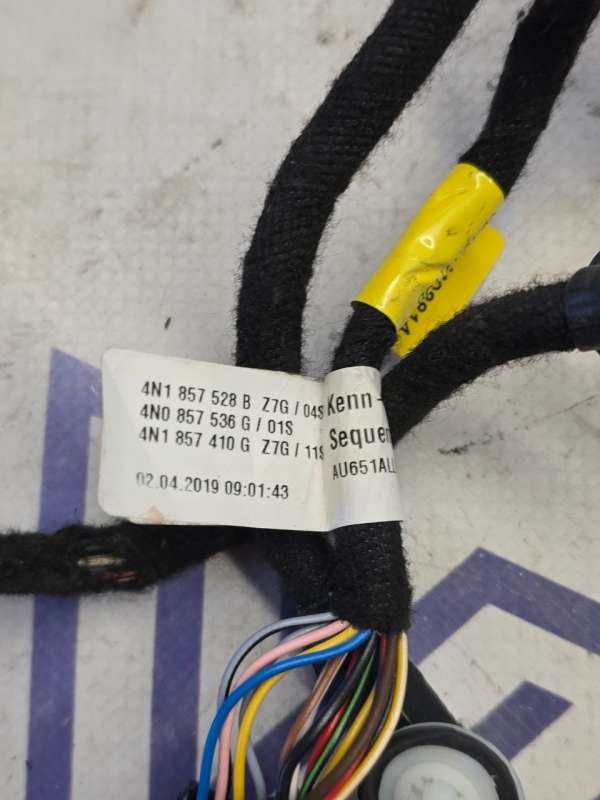 4N1 857 528 B Z7G / 04S
4N0 857 536 G / 01S
4N1 857 410 G Z7G / 11S
02.04.2019 09:01:43
Kenn -
Sequen
AU651ALL